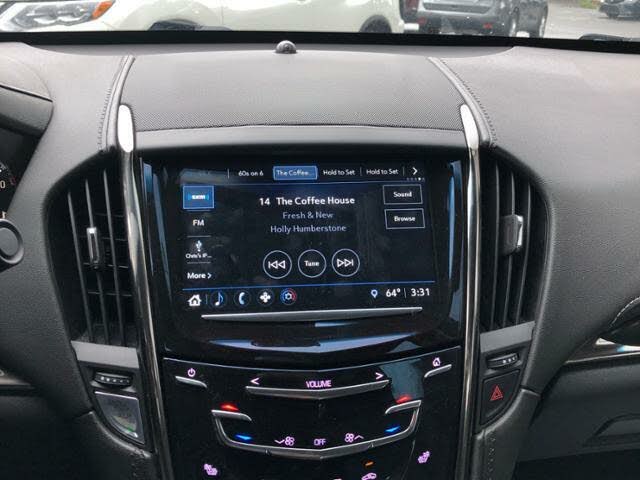 60s on 6 The Coffee... Hold to Set Hold to Set >
SXM
14 The Coffee House
Sound
FM
Fresh & New
Browse
Holly Humberstone
Chris's iP...
Tune
More >
64° 3:31
< VOLUME >
OFF